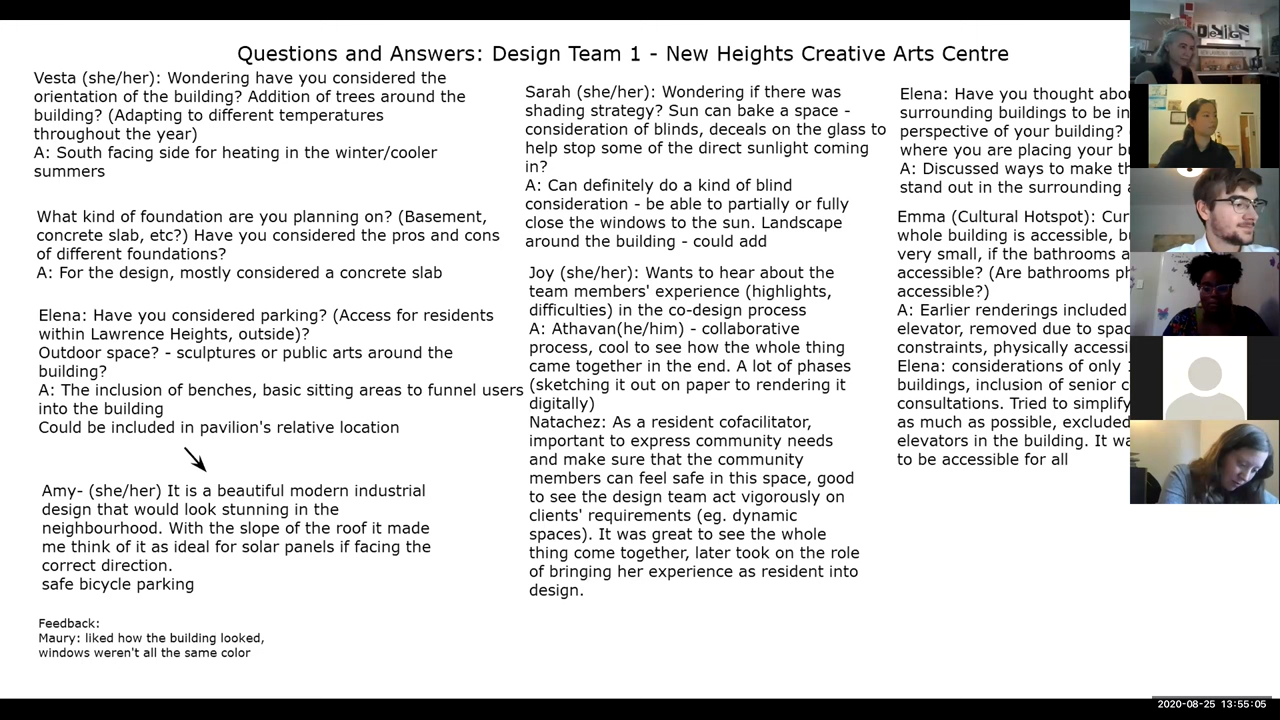 Questions and Answers: Design Team 1 - New Heights Creative Arts Centre
Vesta (she/her): Wondering have you considered the
orientation of the building? Addition of trees around the
building? (Adapting to different temperatures
throughout the year)
A: South facing side for heating in the winter/cooler
summers
What kind of foundation are you planning on? (Basement,
concrete slab, etc?) Have you considered the pros and cons
of different foundations?
A: For the design, mostly considered a concrete slab
Elena: Have you considered parking? (Access for residents
within Lawrence Heights, outside)?
Outdoor space? - sculptures or public arts around the
building?
A: The inclusion of benches, basic sitting areas to funnel users
into the building
Could be included in pavilion's relative location
Amy- (she/her) It is a beautiful modern industrial
design that would look stunning in the
neighbourhood. With the slope of the roof it made
me think of it as ideal for solar panels if facing the
correct direction.
safe bicycle parking
Feedback:
Maury: liked how the building looked,
windows weren't all the same color
Sarah (she/her): Wondering if there was
shading strategy? Sun can bake a space -
consideration of blinds, deceals on the glass to
help stop some of the direct sunlight coming
in?
A: Can definitely do a kind of blind
consideration - be able to partially or fully
close the windows to the sun. Landscape
around the building - could add
Joy (she/her): Wants to hear about the
team members' experience (highlights,
difficulties) in the co-design process
A: Athavan(he/him) - collaborative
process, cool to see how the whole thing
came together in the end. A lot of phases
(sketching it out on paper to rendering it
digitally)
Natachez: As a resident cofacilitator,
important to express community needs
and make sure that the community
members can feel safe in this space, good
to see the design team act vigorously on
clients' requirements (eg. dynamic
spaces). It was great to see the whole
thing come together, later took on the role
of bringing her experience as resident into
design.
Elena: Have you thought
surrounding buildings to be in
perspective of your building?
where you are placing your
A: Discussed ways to make
stand out in the surrounding
Emma (Cultural Hotspot):
whole building is accessible,
very small, if the bathrooms
accessible? (Are bathrooms
accessible?)
A: Earlier renderings included
elevator, removed due to
constraints, physically
Elena: considerations of only
buildings, inclusion of senior
consultations. Tried to simplify
as much as possible, excluded
elevators in the building. It
to be accessible for all
2020-08-25 13:55:05